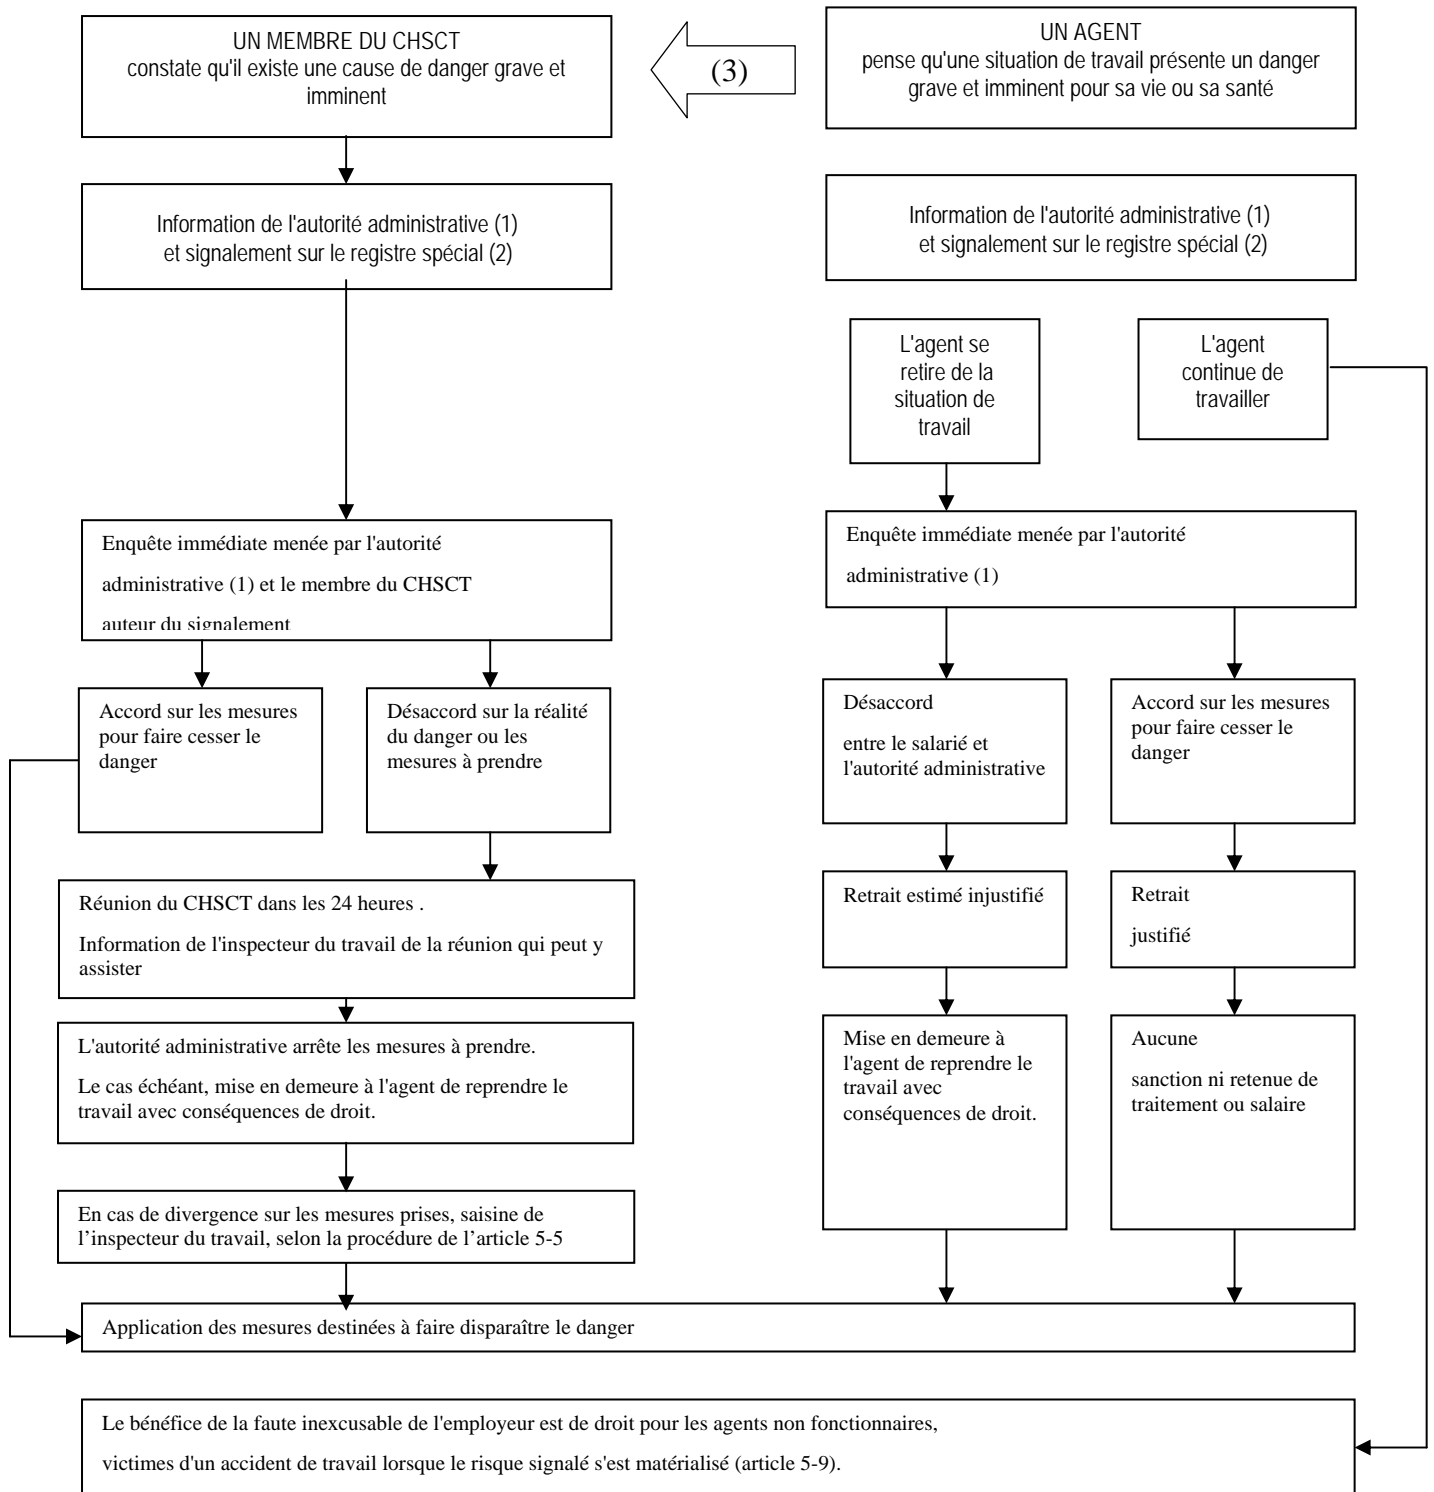 UN MEMBRE DU CHSCT
constate qu'il existe une cause de danger grave et
imminent
(3)
UN AGENT
pense qu'une situation de travail présente un danger
grave et imminent pour sa vie ou sa santé
Information de l'autorité administrative (1)
et signalement sur le registre spécial (2)
Information de l'autorité administrative (1)
et signalement sur le registre spécial (2)
L'agent se
retire de la
situation de
travail
L'agent
continue de
travailler
Enquête immédiate menée par l'autorité
administrative (1) et le membre du CHSCT
auteur du signalement
Enquête immédiate menée par l'autorité
administrative (1)
Accord sur les mesures
pour faire cesser le
danger
Désaccord sur la réalité
du danger ou les
mesures à prendre
Désaccord
entre le salarié et
l'autorité administrative
Accord sur les mesures
pour faire cesser le
danger
Réunion du CHSCT dans les 24 heures .
Information de l'inspecteur du travail de la réunion qui peut y
assister
Retrait estimé injustifié
Retrait
justifié
L'autorité administrative arrête les mesures à prendre.
Le cas échéant, mise en demeure à l'agent de reprendre le
travail avec conséquences de droit.
Mise en demeure à
l'agent de reprendre le
travail avec
conséquences de droit.
Aucune
sanction ni retenue de
traitement ou salaire
En cas de divergence sur les mesures prises, saisine de
l’inspecteur du travail, selon la procédure de l’article 5-5
Application des mesures destinées à faire disparaître le danger
Le bénéfice de la faute inexcusable de l'employeur est de droit pour les agents non fonctionnaires,
victimes d'un accident de travail lorsque le risque signalé s'est matérialisé (article 5-9).